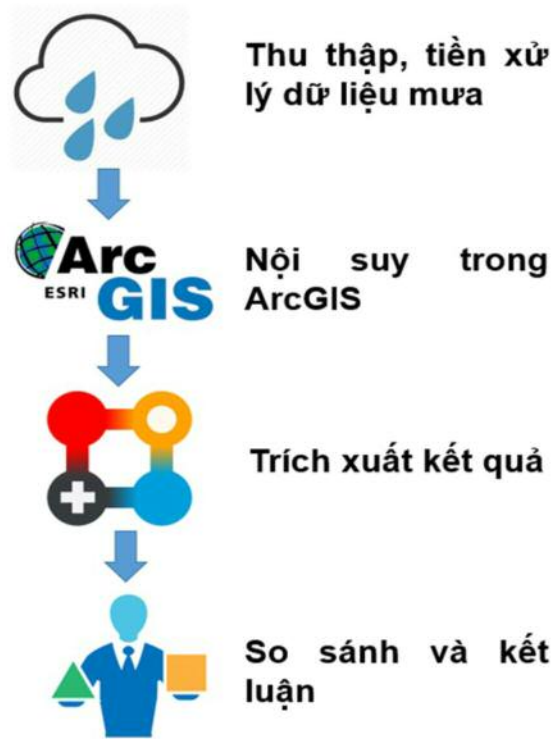 Thu thập, tiền xử
lý dữ liệu mưa
Arc
ESRI GIS
Nội suy trong
ArcGIS
Trích xuất kết quả
So sánh và kết
luận